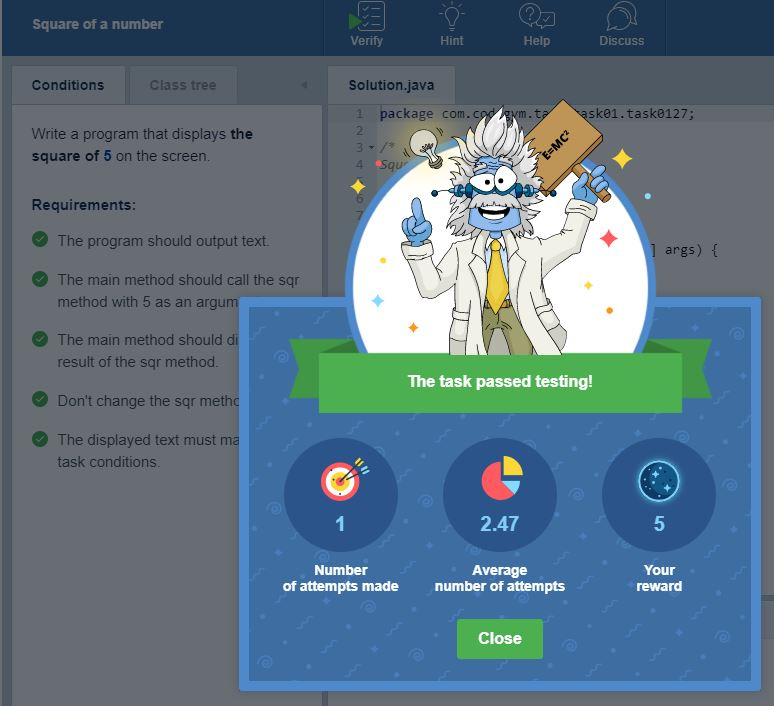 Square of a number
Verify
Hint
Help
Discuss
Conditions
Class tree
Solution.java
Write a program that displays the
square of 5 on the screen.
Requirements:
The program should output text.
The main method should call the sqr
method with 5 as an argum
The main method should di
result of the sqr method.
Don't change the sqr metho
The displayed text must ma
task conditions.
1 package com.codegym.ta ask01.task0127;
2
3 /*
4 Squ
6
7
] args) {
E=MC²
The task passed testing!
1
Number
of attempts made
2.47
Average
number of attempts
5
Your
reward
Close